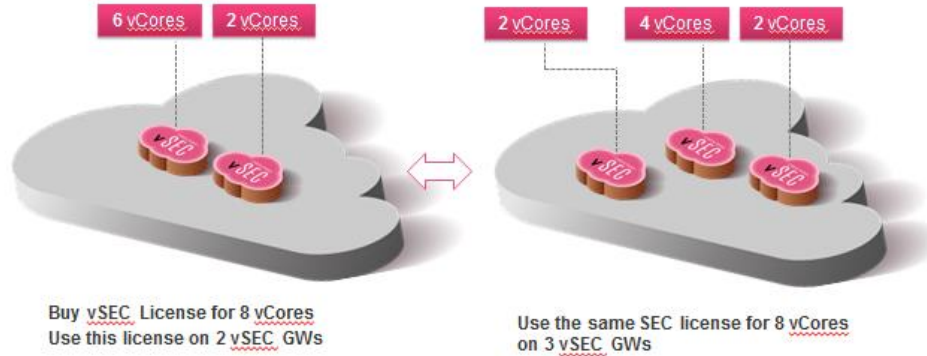 6 vCores 2 vCores
2 vCores 4 vCores 2 vCores
vSEC
vSEC
vSEC
vSEC
vSEC
Buy vSEC License for 8 vCores
Use this license on 2 vSEC GWs
Use the same SEC license for 8 vCores
on 3 vSEC GWs